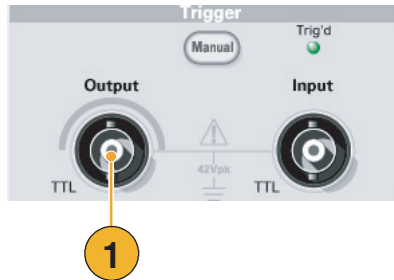 Trigger
Manual
Trig'd
Output
Input
42Vpk
TTL
TTL
1